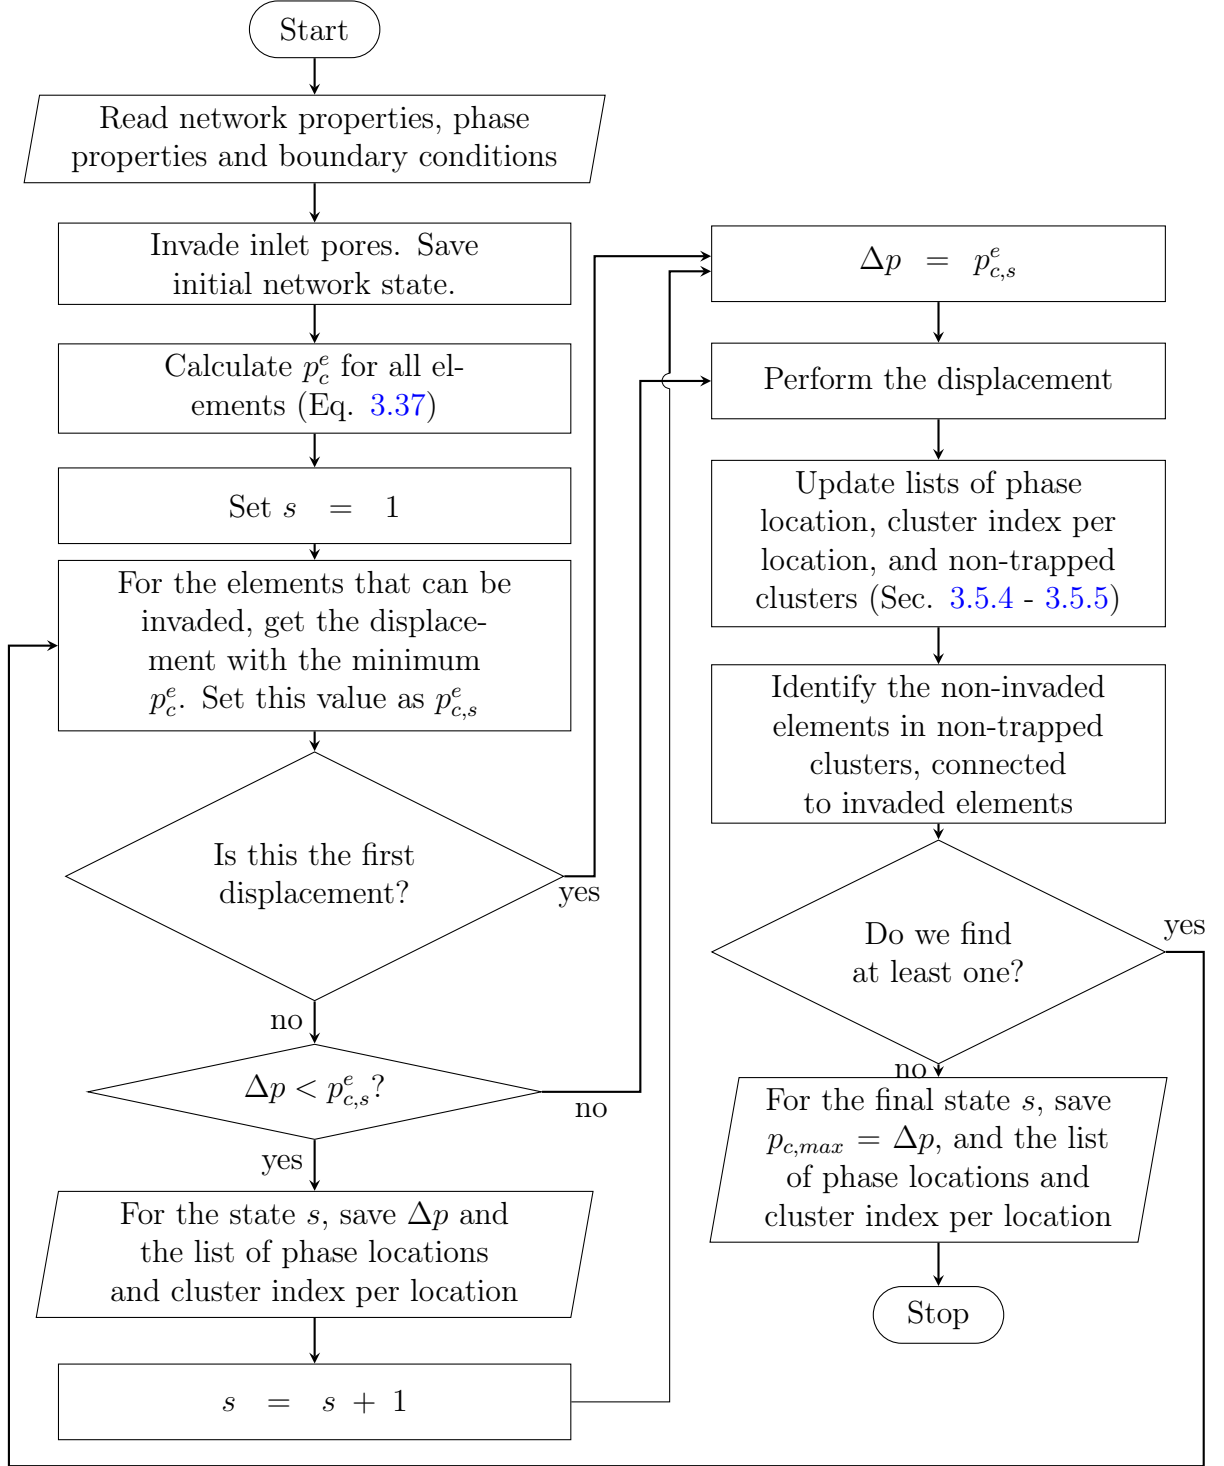 Start
Read network properties, phase
properties and boundary conditions
Invade inlet pores. Save
initial network state.
Calculate $p_c^e$ for all el-
ements (Eq. 3.37)
Set $s$ = 1
For the elements that can be
invaded, get the displace-
ment with the minimum
$p_c^e$. Set this value as $p_{c,s}^e$
Is this the first
displacement?
yes
no
$\Delta p < p_{c,s}^e$?
no
yes
For the state $s$, save $\Delta p$ and
the list of phase locations
and cluster index per location
$s$ = $s$ + 1
$\Delta p$ = $p_{c,s}^e$
Perform the displacement
Update lists of phase
location, cluster index per
location, and non-trapped
clusters (Sec. 3.5.4 - 3.5.5)
Identify the non-invaded
elements in non-trapped
clusters, connected
to invaded elements
Do we find
at least one?
yes
no
For the final state $s$, save
$p_{c,max} = \Delta p$, and the list
of phase locations and
cluster index per location
Stop